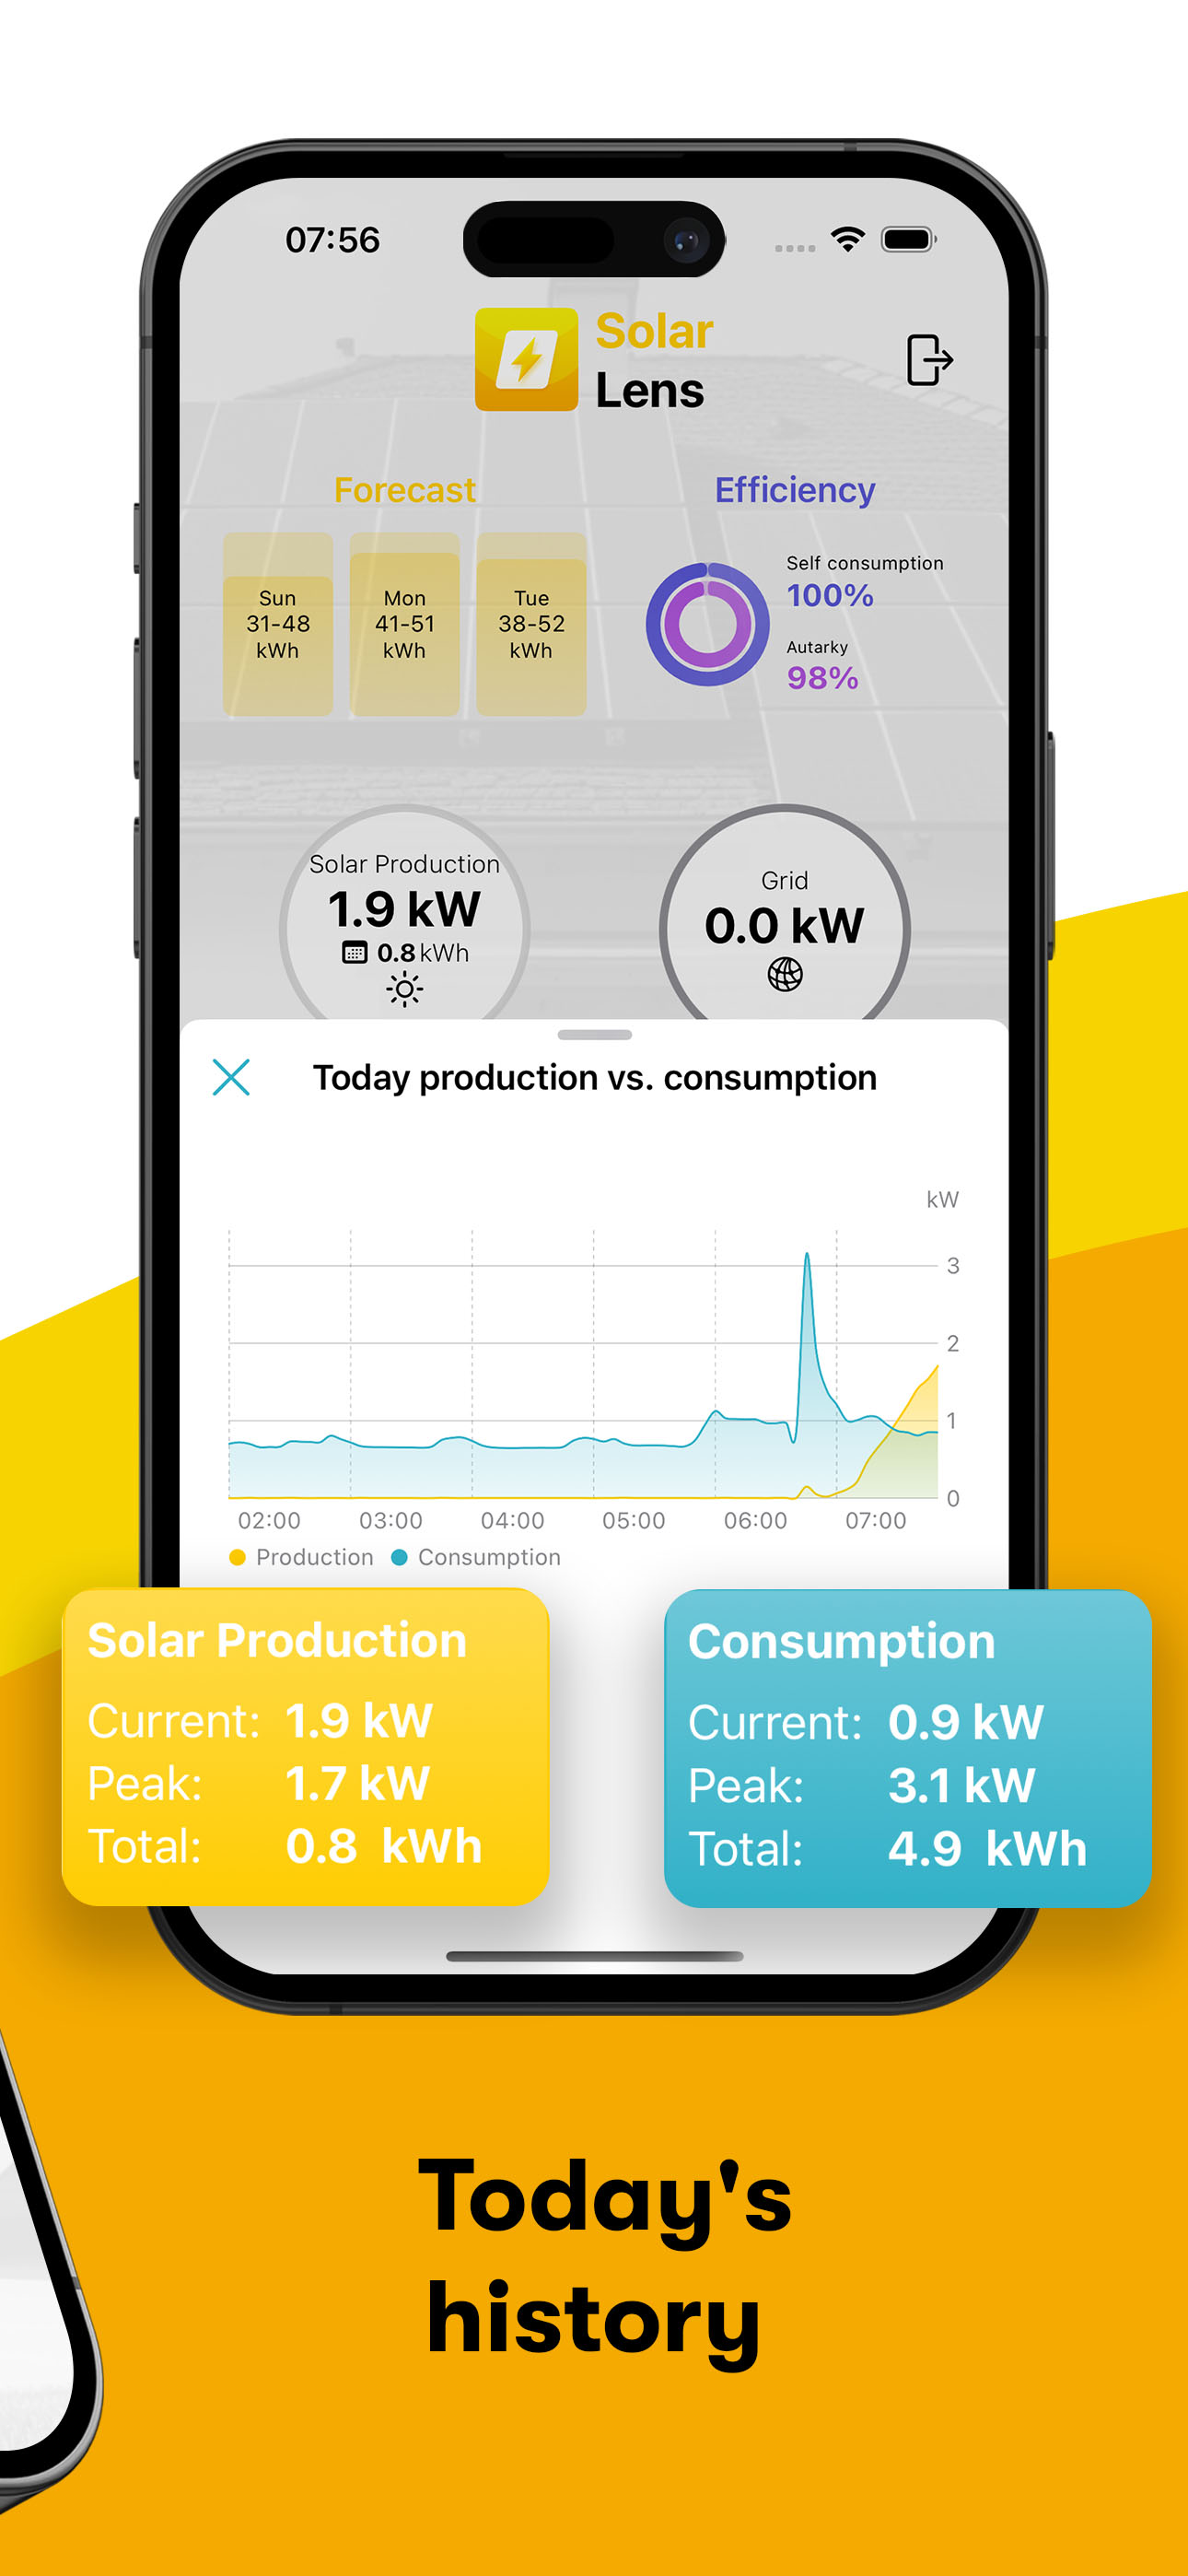 07:56
Solar
Lens
Forecast
Efficiency
Sun
31-48
kWh
Mon
41-51
kWh
Tue
38-52
kWh
Self consumption
100%
Autarky
98%
Solar Production
1.9 kW
0.8 kWh
Grid
0.0 kW
Today production vs. consumption
kW
3
2
1
0
02:00 03:00 04:00 05:00 06:00 07:00
Production Consumption
Solar Production
Current: 1.9 kW
Peak: 1.7 kW
Total: 0.8 kWh
Consumption
Current: 0.9 kW
Peak: 3.1 kW
Total: 4.9 kWh
Today's
history